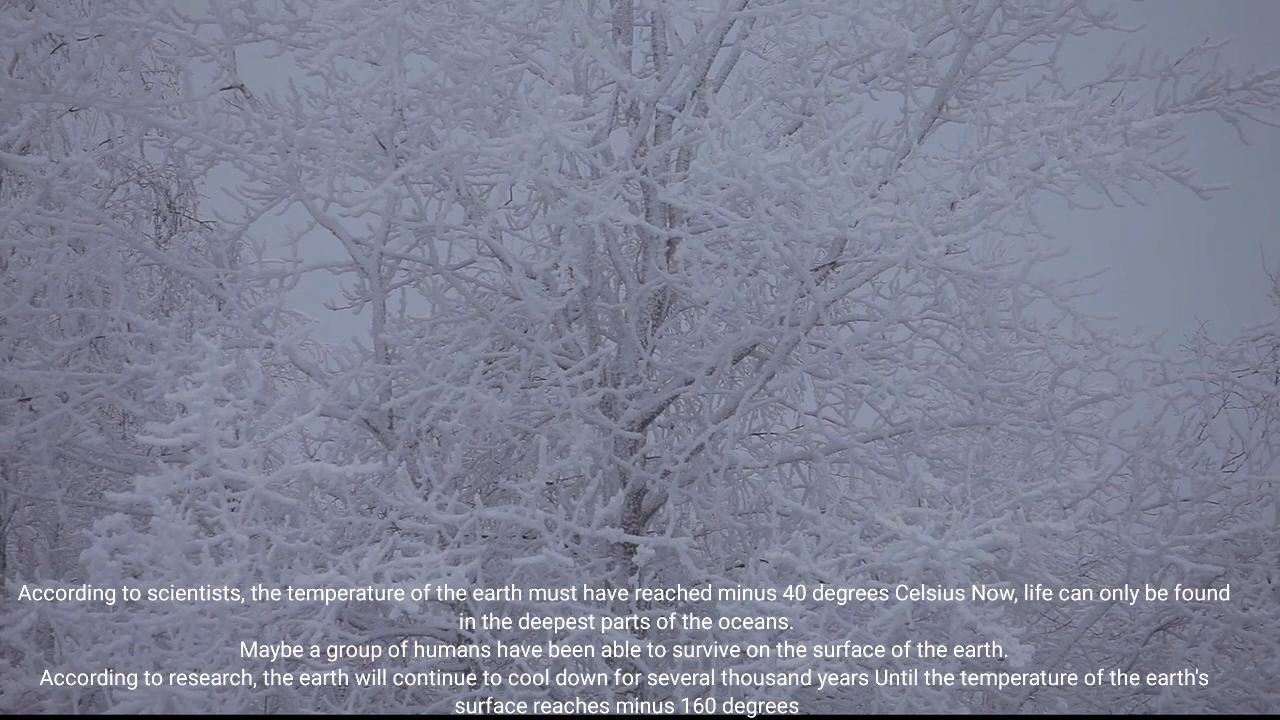 According to scientists, the temperature of the earth must have reached minus 40 degrees Celsius Now, life can only be found
in the deepest parts of the oceans.
Maybe a group of humans have been able to survive on the surface of the earth.
According to research, the earth will continue to cool down for several thousand years Until the temperature of the earth's
surface reaches minus 160 degrees